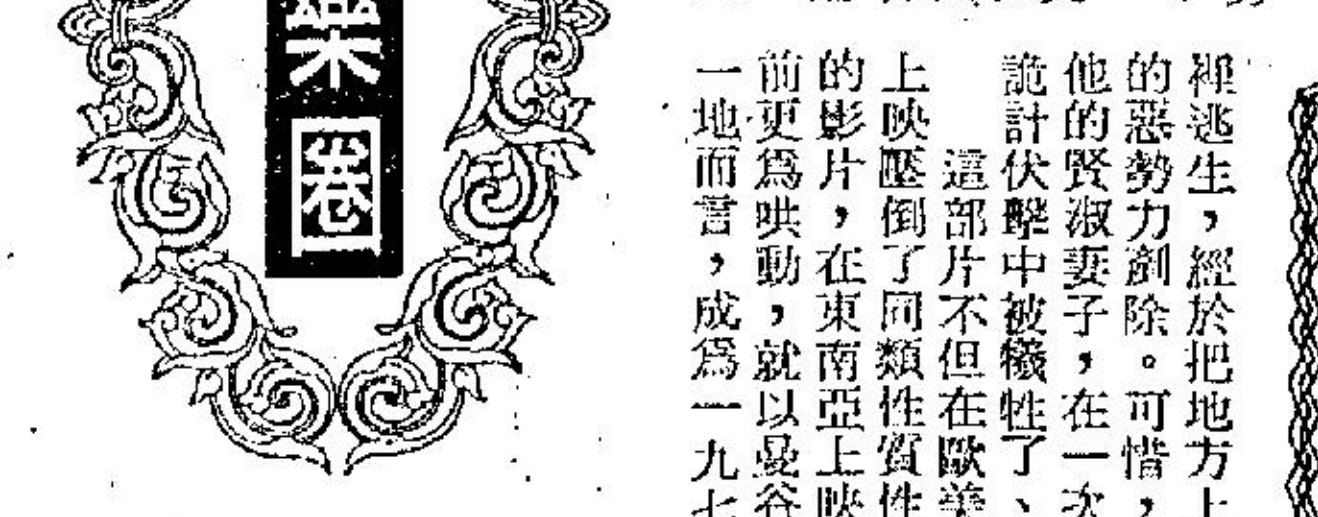 裡逃生，經於把地方上
的惡勢力剷除。可惜，
他的賢淑妻子，在一次
詭計伏擊中被犧牲了、
這部片不但在歐美
上映壓倒了同類性質性
的影片，在東南亞上映
前更爲哄動，就以曼谷
一地而言，成爲一九七
樂圈